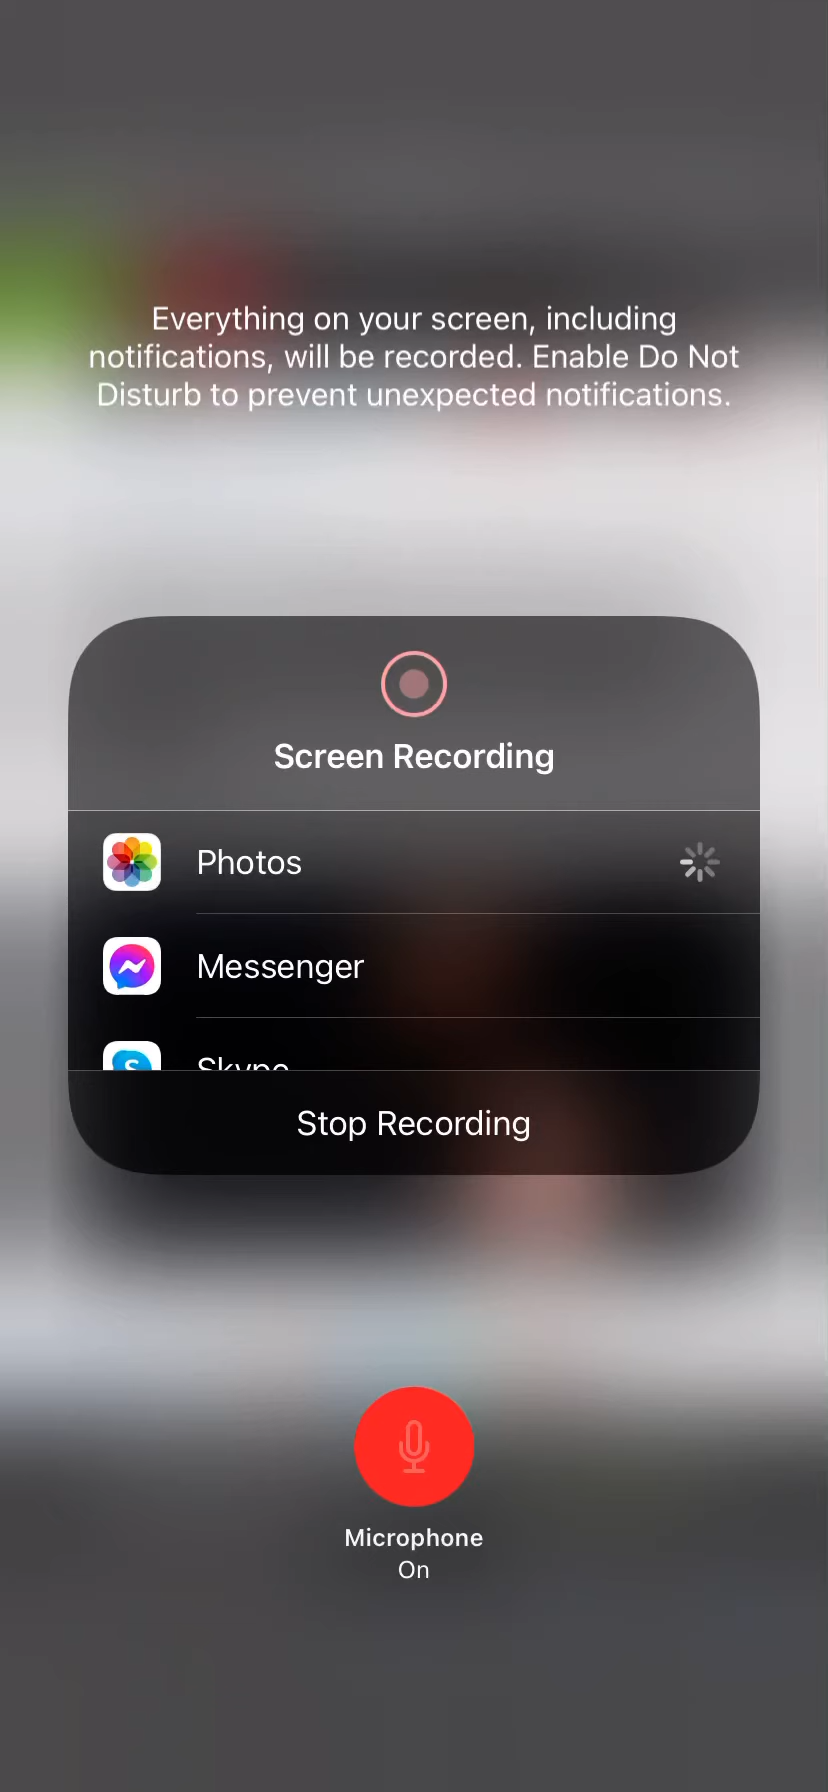 Everything on your screen, including
notifications, will be recorded. Enable Do Not
Disturb to prevent unexpected notifications.
Screen Recording
Photos
Messenger
Skype
Stop Recording
Microphone
On